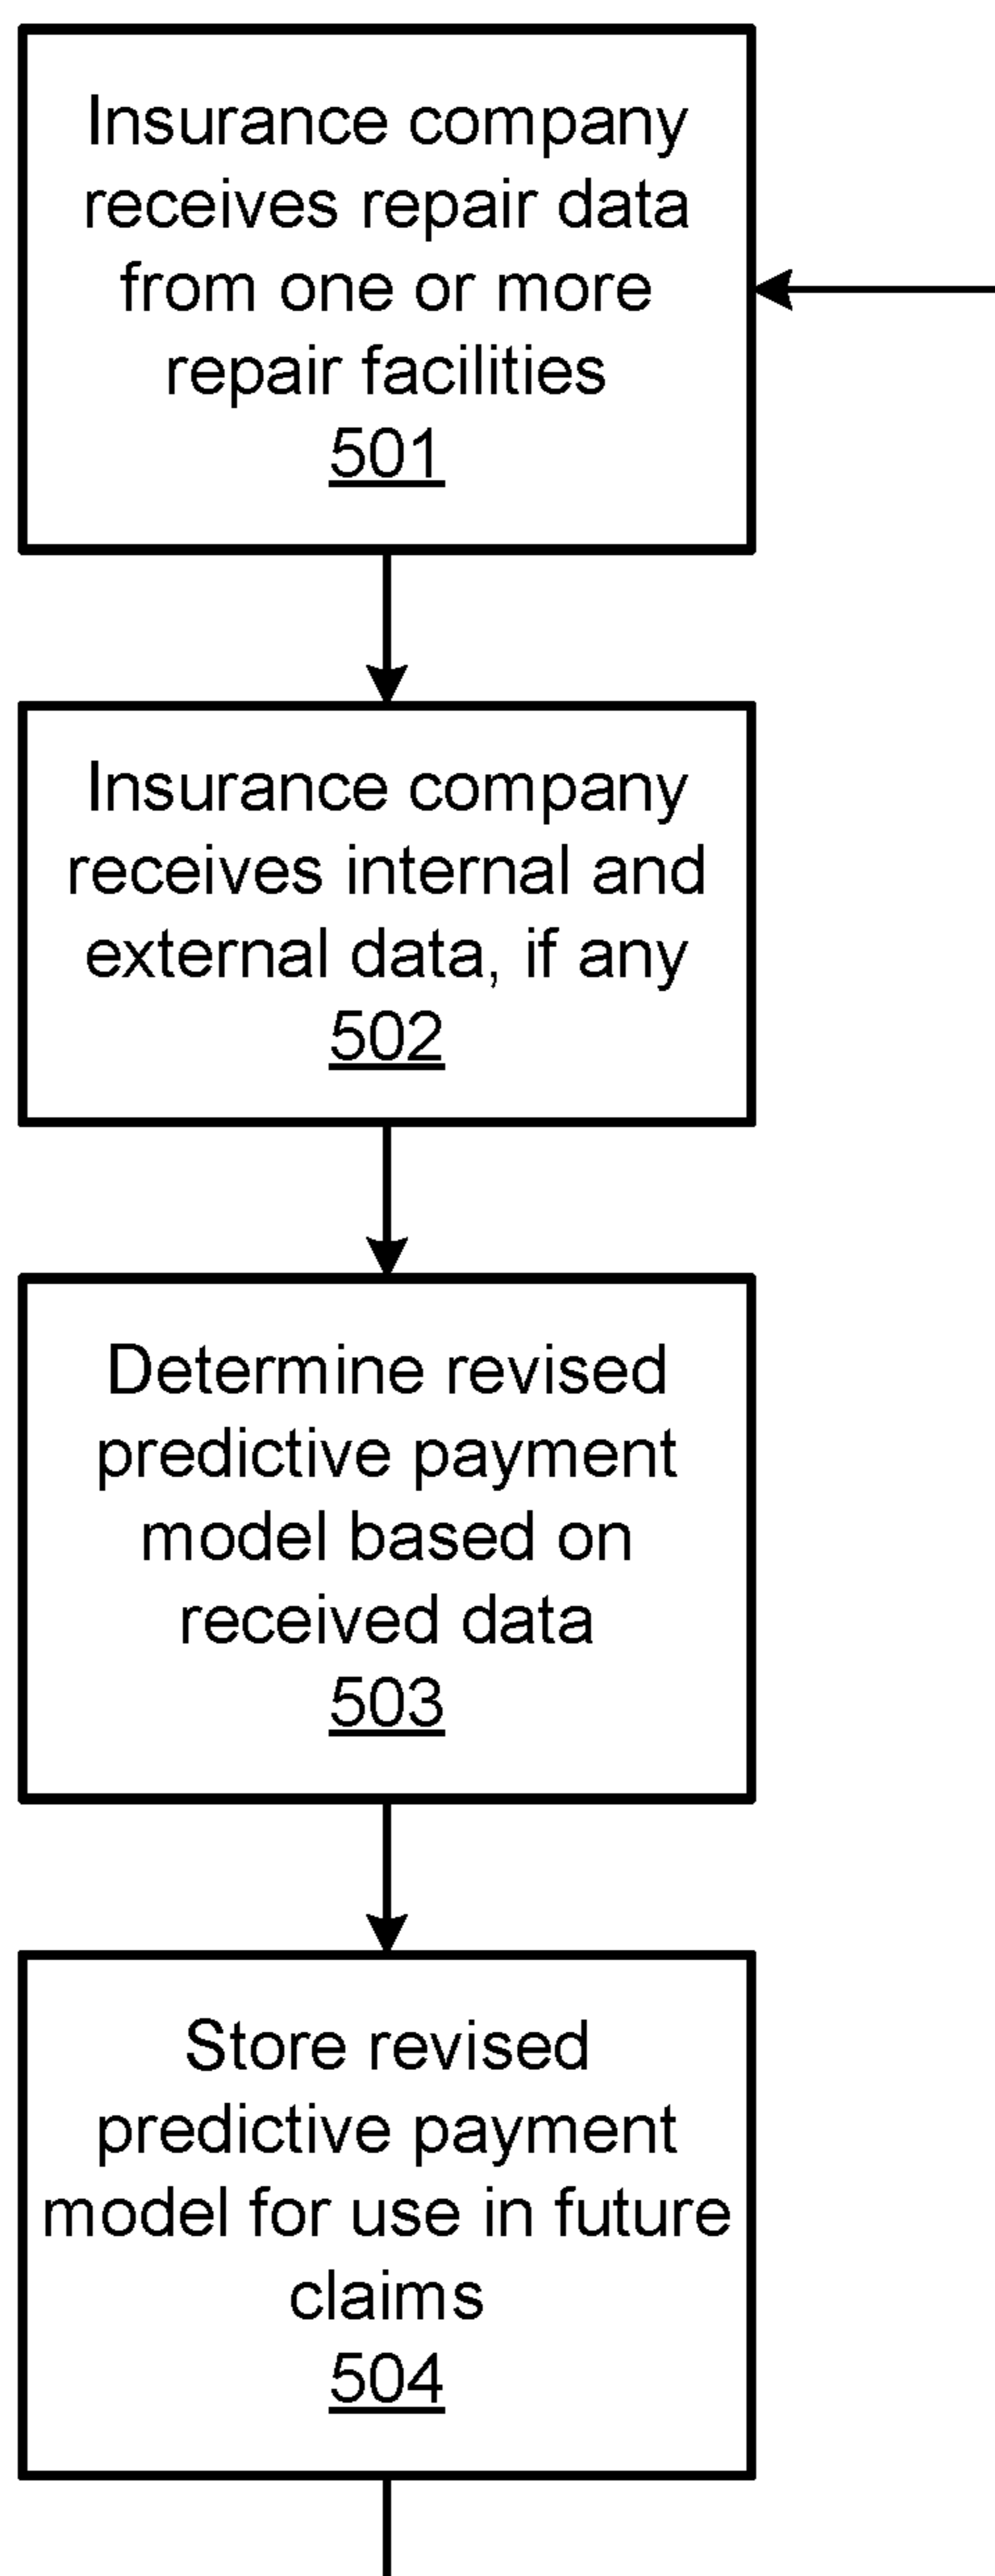 Insurance company
receives repair data
from one or more
repair facilities
501
Insurance company
receives internal and
external data, if any
502
Determine revised
predictive payment
model based on
received data
503
Store revised
predictive payment
model for use in future
claims
504